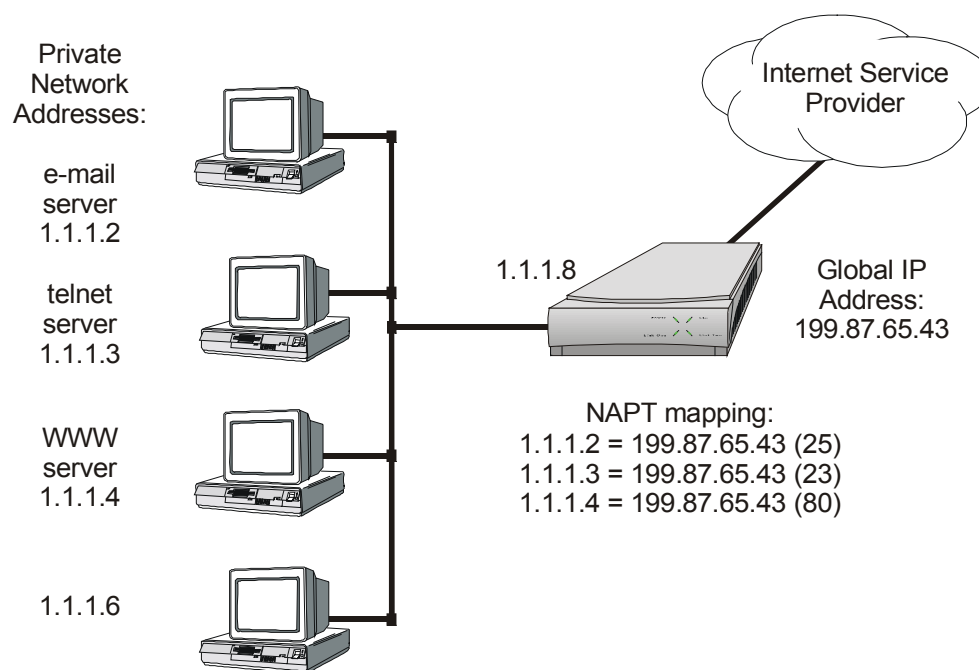 Private
Network
Addresses:
e-mail
server
1.1.1.2
telnet
server
1.1.1.3
WWW
server
1.1.1.4
1.1.1.6
Internet Service
Provider
1.1.1.8
Global IP
Address:
199.87.65.43
NAPT mapping:
1.1.1.2 = 199.87.65.43 (25)
1.1.1.3 = 199.87.65.43 (23)
1.1.1.4 = 199.87.65.43 (80)